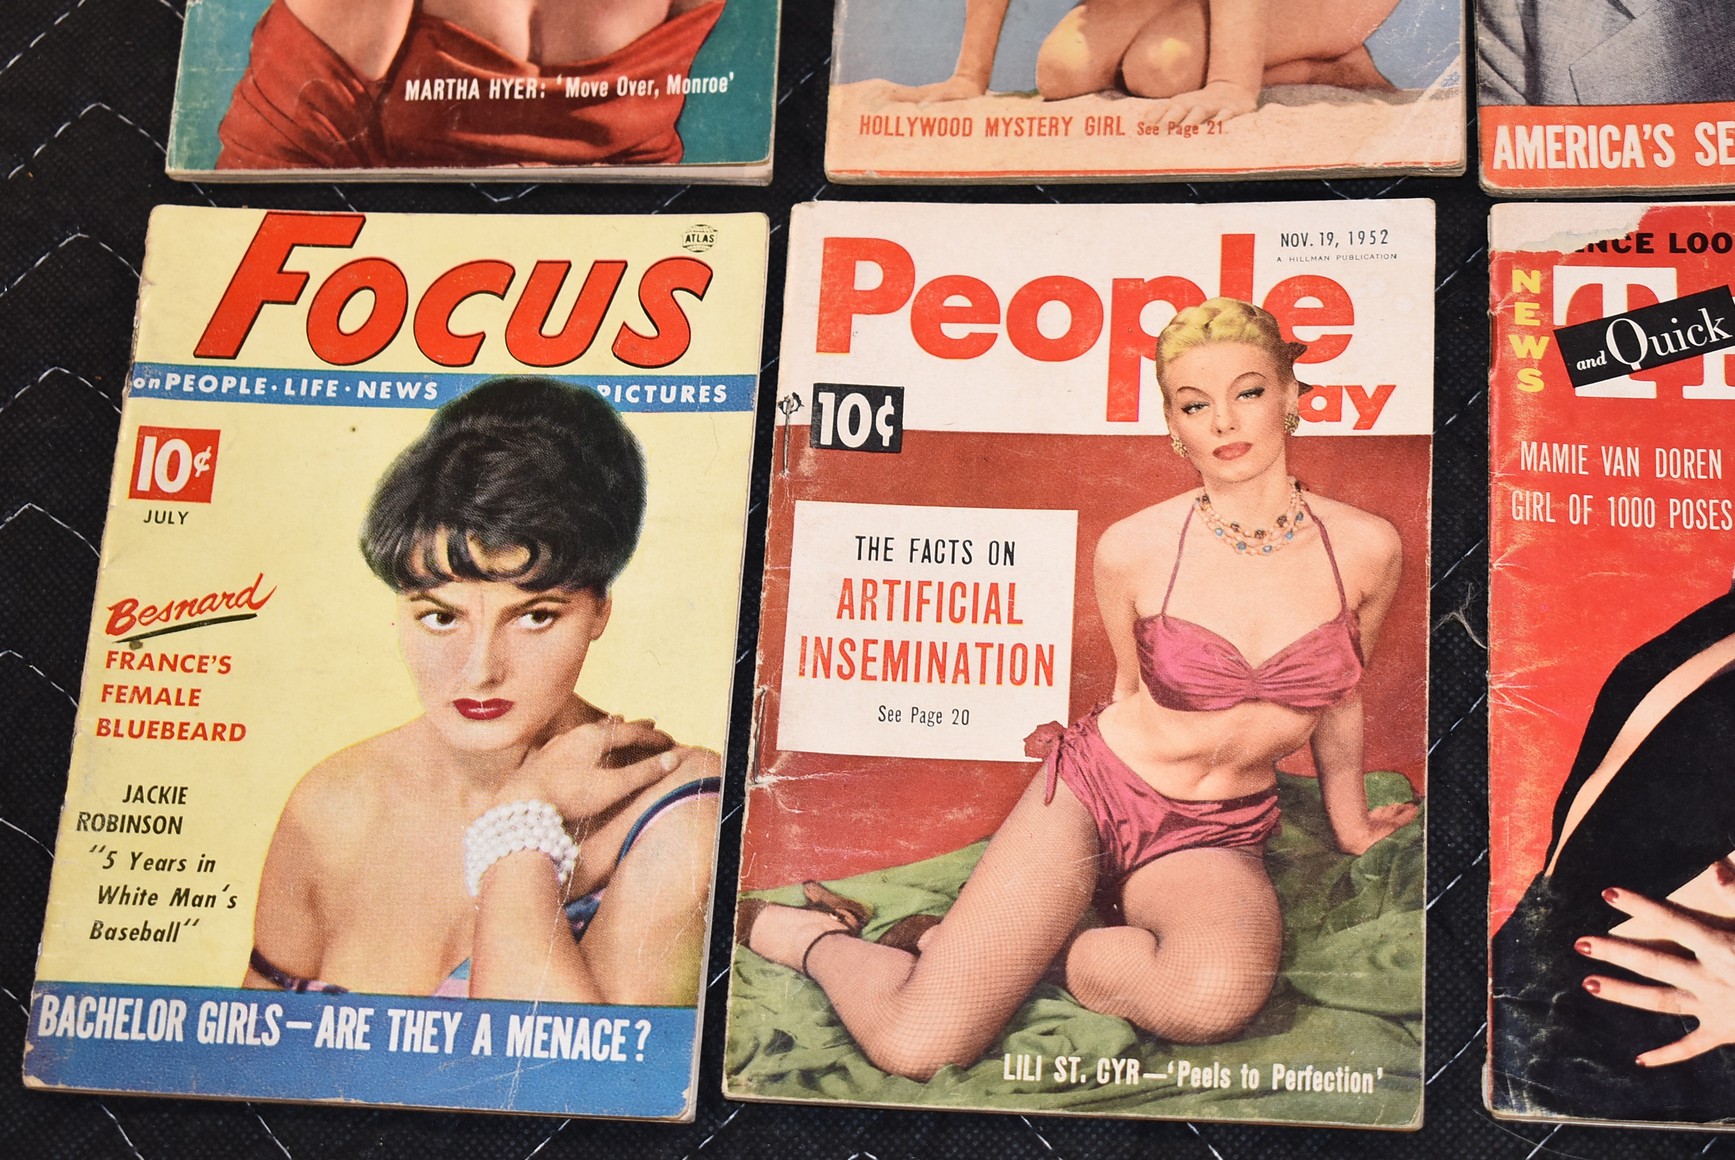 MARTHA HYER: 'Move Over, Monroe'
HOLLYWOOD MYSTERY GIRL See Page 21
AMERICA'S SE
FOCUS
ATLAS
on PEOPLE · LIFE · NEWS PICTURES
10¢
JULY
Besnard
FRANCE'S
FEMALE
BLUEBEARD
JACKIE
ROBINSON
"5 Years in
White Man's
Baseball"
BACHELOR GIRLS—ARE THEY A MENACE?
NOV. 19, 1952
A HILLMAN PUBLICATION
People
ay
10¢
THE FACTS ON
ARTIFICIAL
INSEMINATION
See Page 20
LILI ST. CYR—'Peels to Perfection'
NCE LOO
NEWS
and Quick
MAMIE VAN DOREN
GIRL OF 1000 POSES